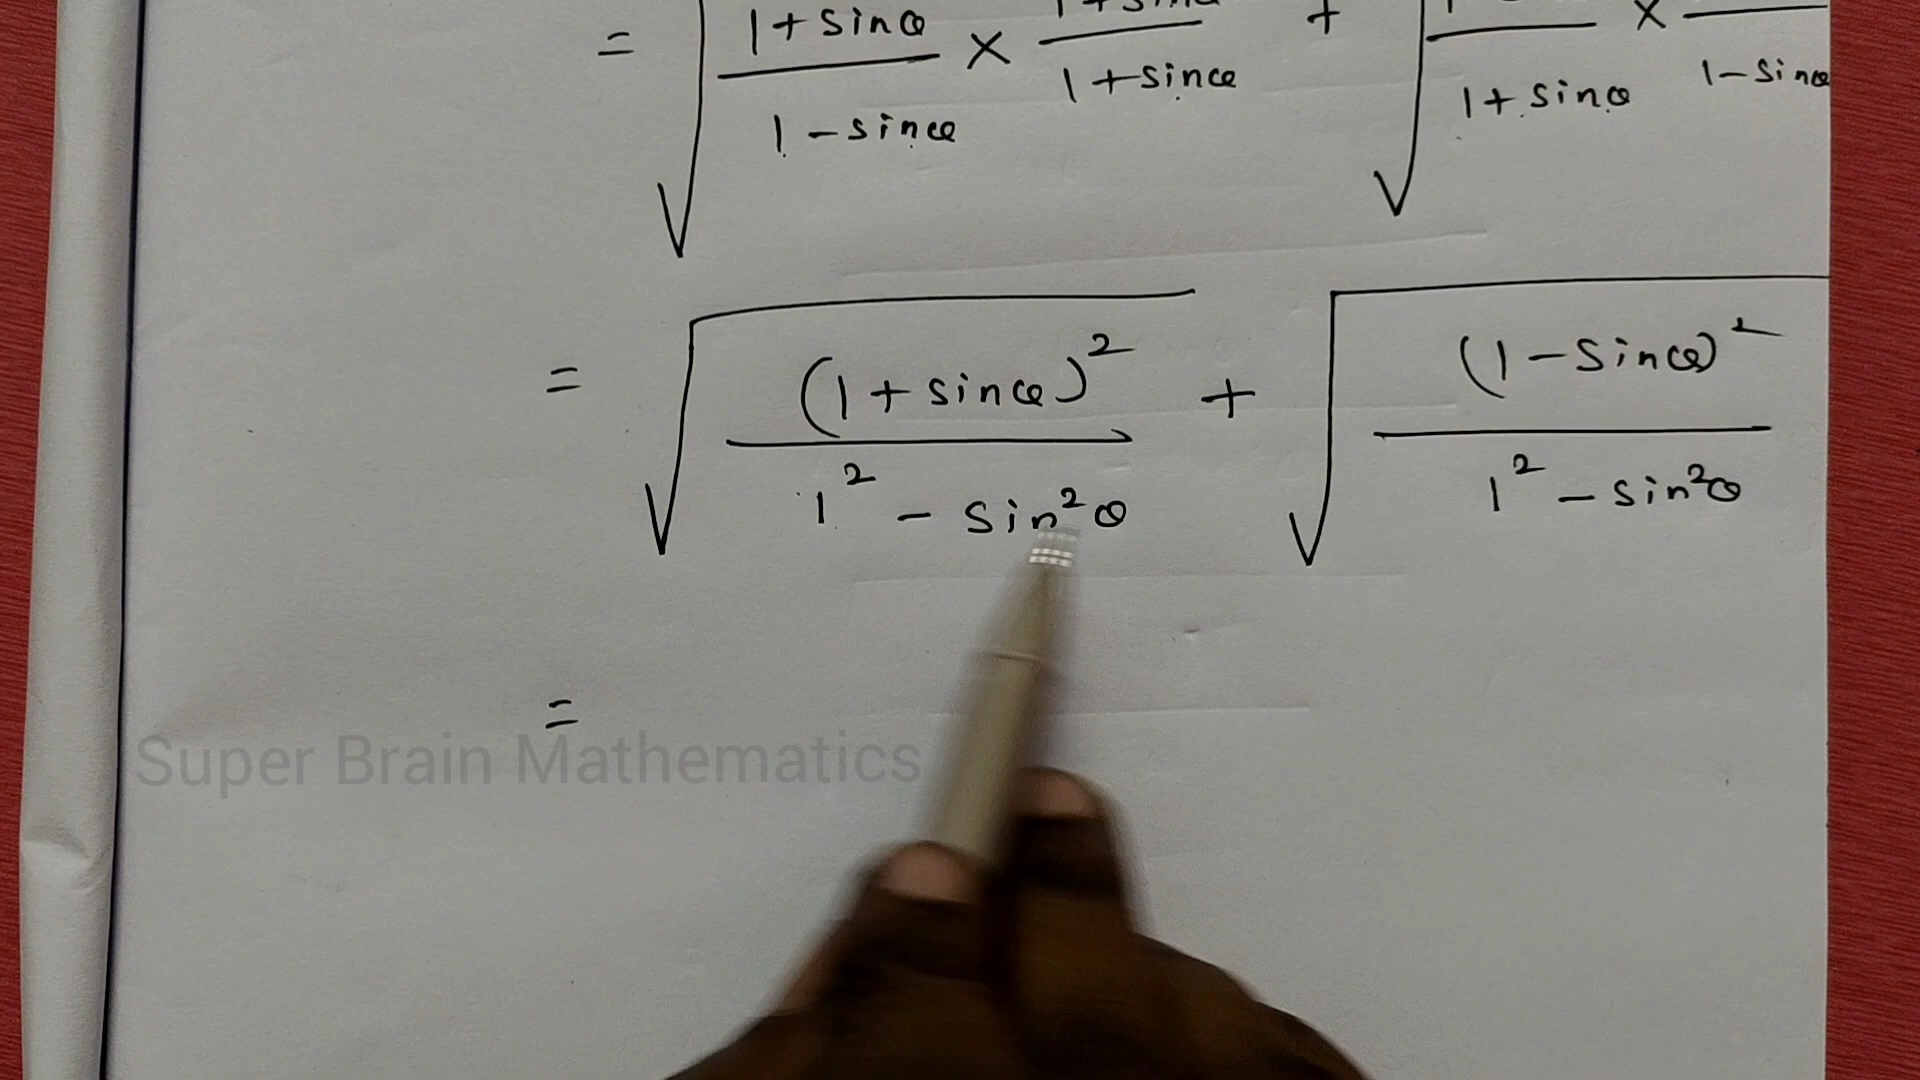 = √ 1+sinθ / 1-sinθ × 1+sinθ / 1+sinθ + √ / 1+sinθ × / 1-sinθ
= √ (1+sinθ)² / 1² - sin²θ + √ (1-sinθ)² / 1² - sin²θ
=
Super Brain Mathematics